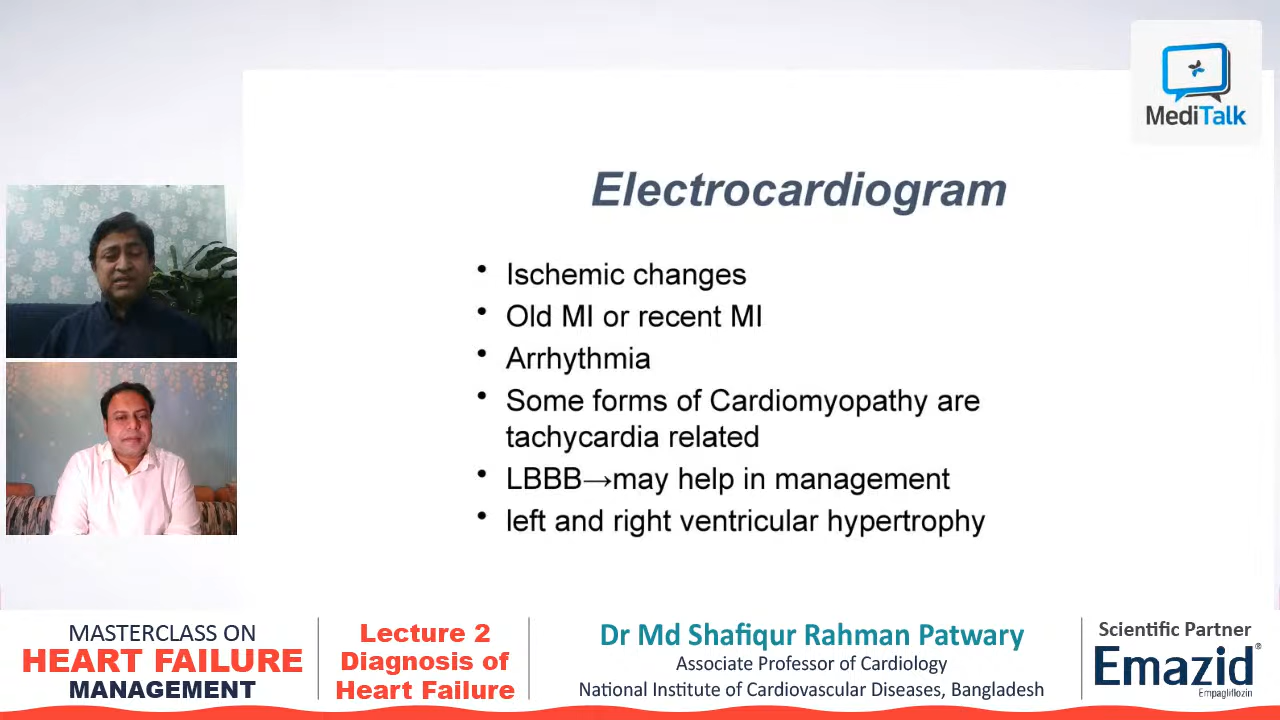 MediTalk
Electrocardiogram
• Ischemic changes
• Old MI or recent MI
• Arrhythmia
• Some forms of Cardiomyopathy are
tachycardia related
• LBBB→may help in management
• left and right ventricular hypertrophy
MASTERCLASS ON
HEART FAILURE
MANAGEMENT
Lecture 2
Diagnosis of
Heart Failure
Dr Md Shafiqur Rahman Patwary
Associate Professor of Cardiology
National Institute of Cardiovascular Diseases, Bangladesh
Scientific Partner
Emazid®
Empagliflozin